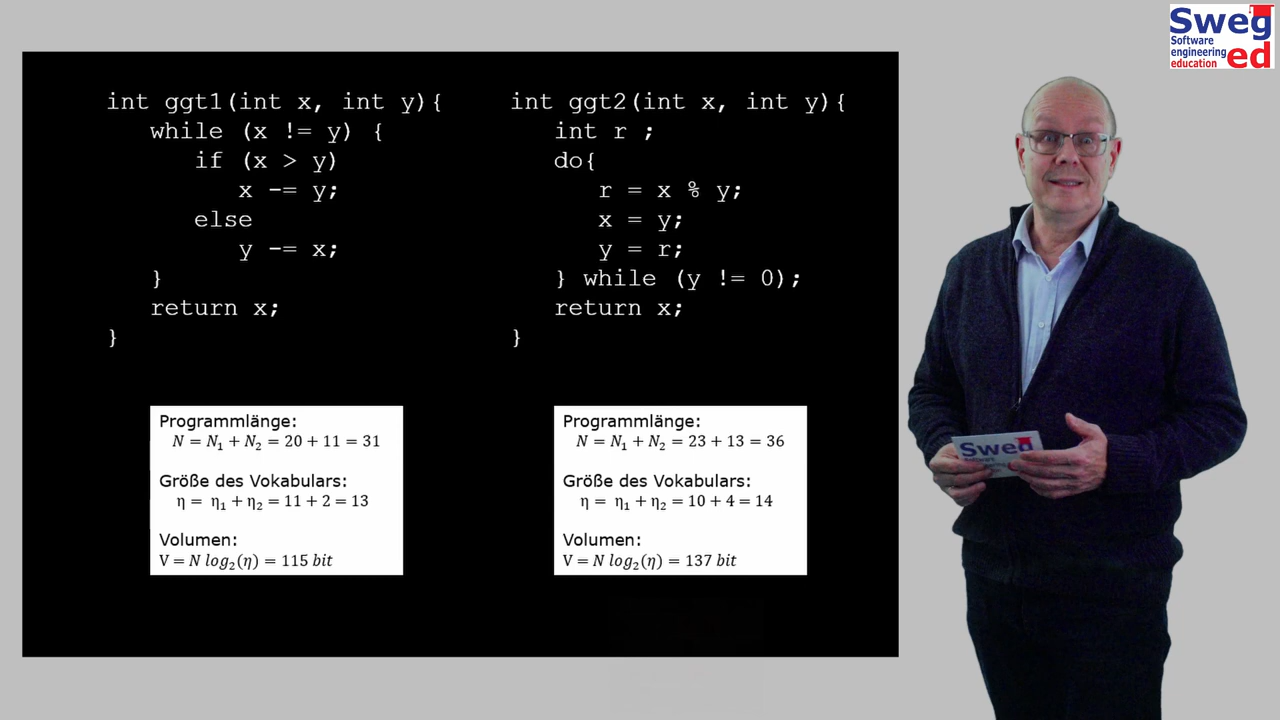 Sweg
Software
engineering
education
ed
int ggt1(int x, int y){
while (x != y) {
if (x > y)
x -= y;
else
y -= x;
}
return x;
}
int ggt2(int x, int y){
int r ;
do{
r = x % y;
x = y;
y = r;
} while (y != 0);
return x;
}
Programmlänge:
N = N₁ + N₂ = 20 + 11 = 31
Größe des Vokabulars:
η = η₁ + η₂ = 11 + 2 = 13
Volumen:
V = N log₂(η) = 115 bit
Programmlänge:
N = N₁ + N₂ = 23 + 13 = 36
Größe des Vokabulars:
η = η₁ + η₂ = 10 + 4 = 14
Volumen:
V = N log₂(η) = 137 bit
Sweg
Software